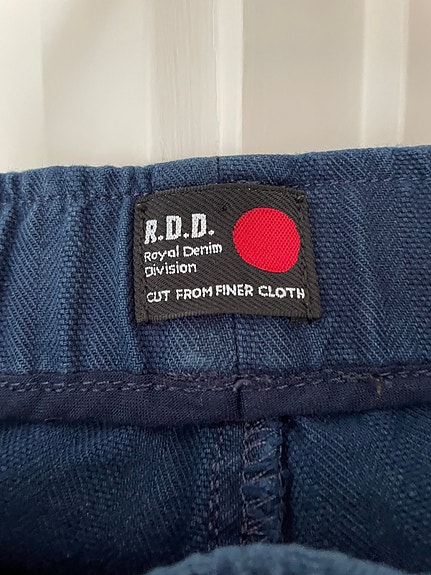 R.D.D.
Royal Denim
Division
CUT FROM FINER CLOTH